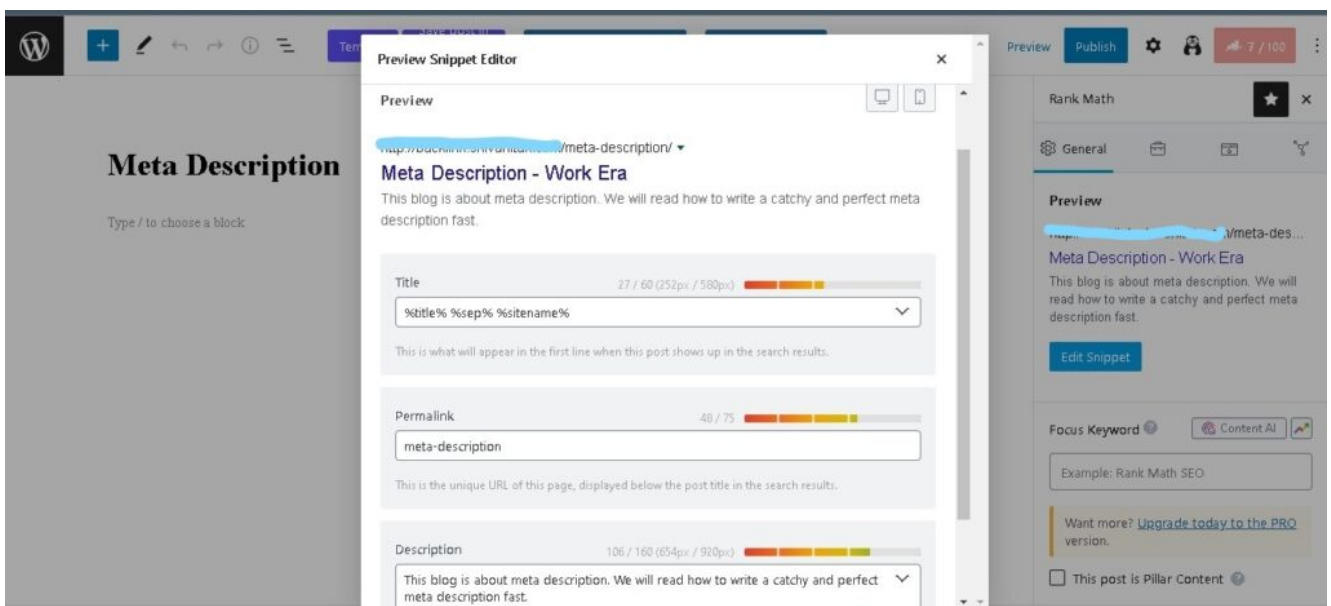 Save post in
Tem
Preview
Publish
7 / 100
Preview Snippet Editor
Preview
/meta-description/
Meta Description - Work Era
This blog is about meta description. We will read how to write a catchy and perfect meta
description fast.
Title
27 / 60 (252px / 580px)
%title% %sep% %sitename%
This is what will appear in the first line when this post shows up in the search results.
Permalink
48 / 75
meta-description
This is the unique URL of this page, displayed below the post title in the search results.
Description
106 / 160 (654px / 920px)
This blog is about meta description. We will read how to write a catchy and perfect
meta description fast.
Meta Description
Type / to choose a block
Rank Math
General
Preview
/meta-des...
Meta Description - Work Era
This blog is about meta description. We will
read how to write a catchy and perfect meta
description fast.
Edit Snippet
Focus Keyword
Content AI
Example: Rank Math SEO
Want more? Upgrade today to the PRO
version.
This post is Pillar Content